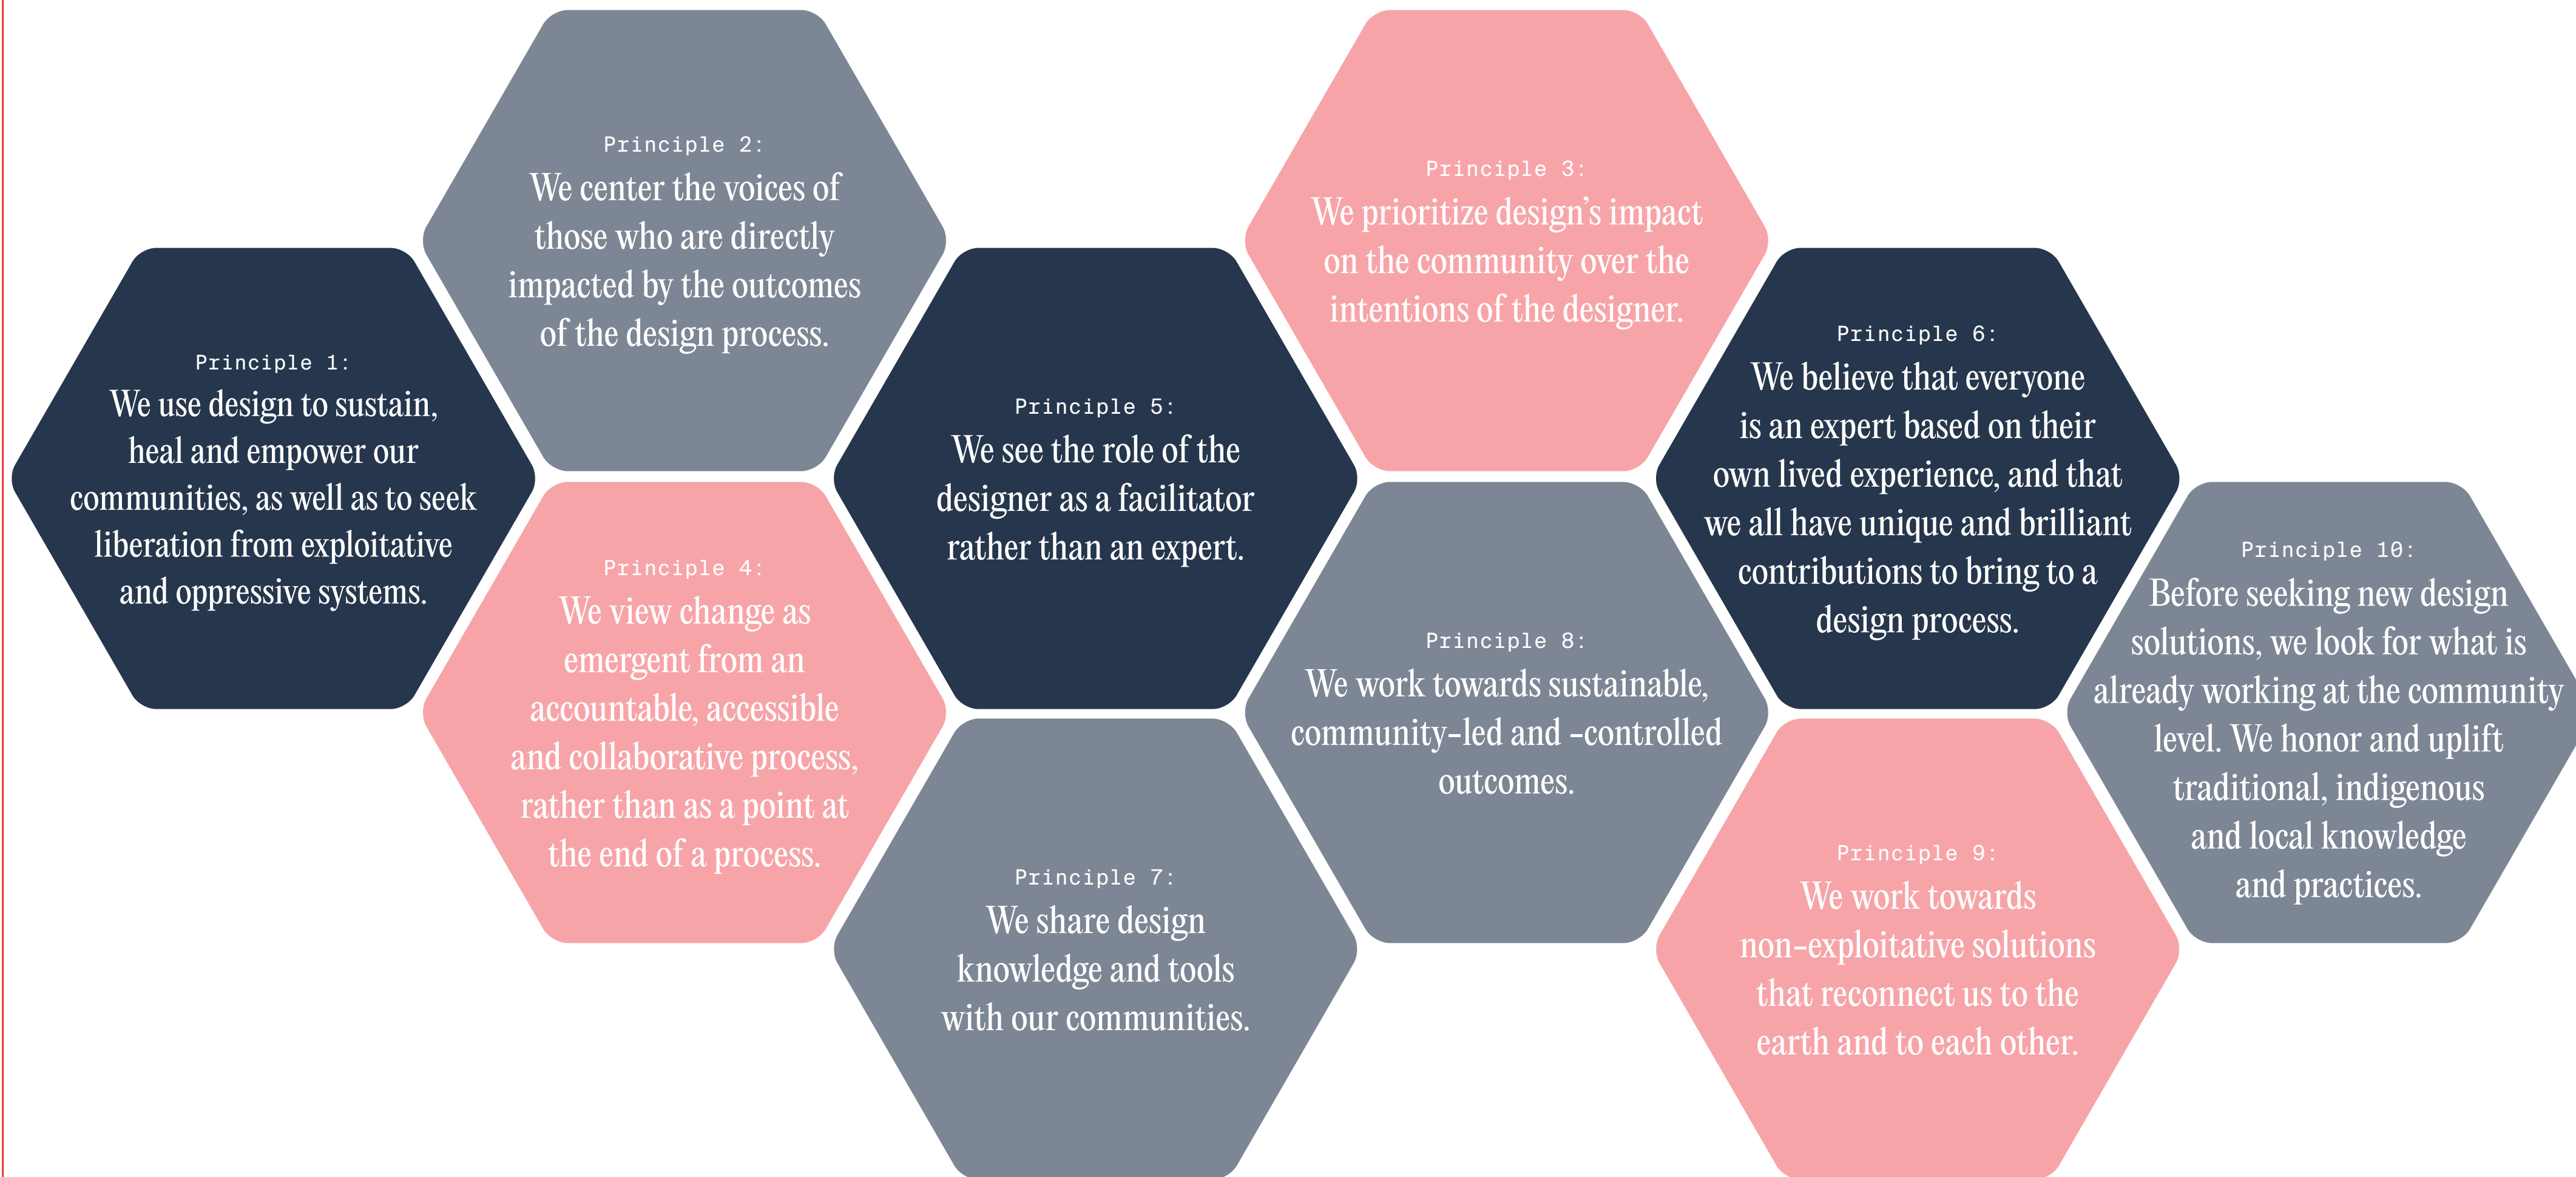 Principle 1:
We use design to sustain,
heal and empower our
communities, as well as to seek
liberation from exploitative
and oppressive systems.
Principle 2:
We center the voices of
those who are directly
impacted by the outcomes
of the design process.
Principle 3:
We prioritize design’s impact
on the community over the
intentions of the designer.
Principle 4:
We view change as
emergent from an
accountable, accessible
and collaborative process,
rather than as a point at
the end of a process.
Principle 5:
We see the role of the
designer as a facilitator
rather than an expert.
Principle 6:
We believe that everyone
is an expert based on their
own lived experience, and that
we all have unique and brilliant
contributions to bring to a
design process.
Principle 7:
We share design
knowledge and tools
with our communities.
Principle 8:
We work towards sustainable,
community-led and -controlled
outcomes.
Principle 9:
We work towards
non-exploitative solutions
that reconnect us to the
earth and to each other.
Principle 10:
Before seeking new design
solutions, we look for what is
already working at the community
level. We honor and uplift
traditional, indigenous
and local knowledge
and practices.